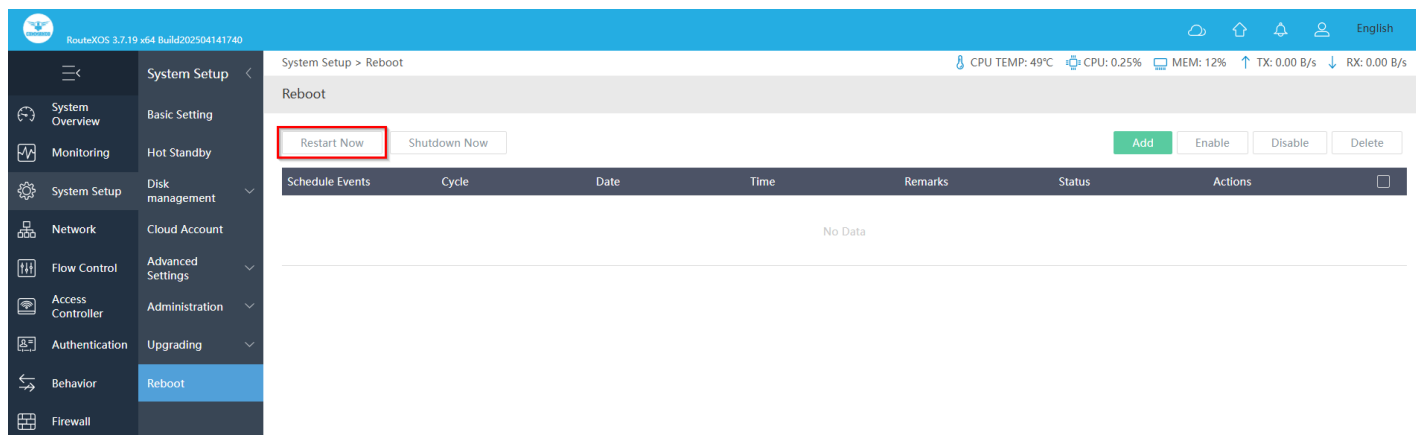 RouteXOS 3.7.19 x64 Build202504141740
English
System Setup
System Setup > Reboot
CPU TEMP: 49℃
CPU: 0.25%
MEM: 12%
TX: 0.00 B/s
RX: 0.00 B/s
Reboot
System
Overview
Monitoring
System Setup
Network
Flow Control
Access
Controller
Authentication
Behavior
Firewall
Basic Setting
Hot Standby
Disk
management
Cloud Account
Advanced
Settings
Administration
Upgrading
Reboot
Restart Now
Shutdown Now
Add
Enable
Disable
Delete
Schedule Events
Cycle
Date
Time
Remarks
Status
Actions
No Data